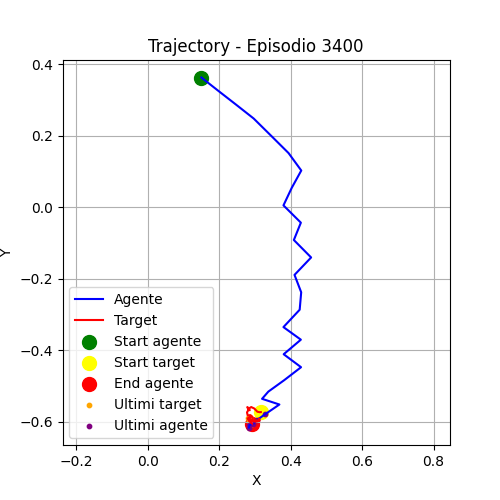 Trajectory - Episodio 3400
0.4
0.2
0.0
−0.2
−0.4
−0.6
Y
Agente
Target
Start agente
Start target
End agente
Ultimi target
Ultimi agente
−0.2
0.0
0.2
0.4
0.6
0.8
X